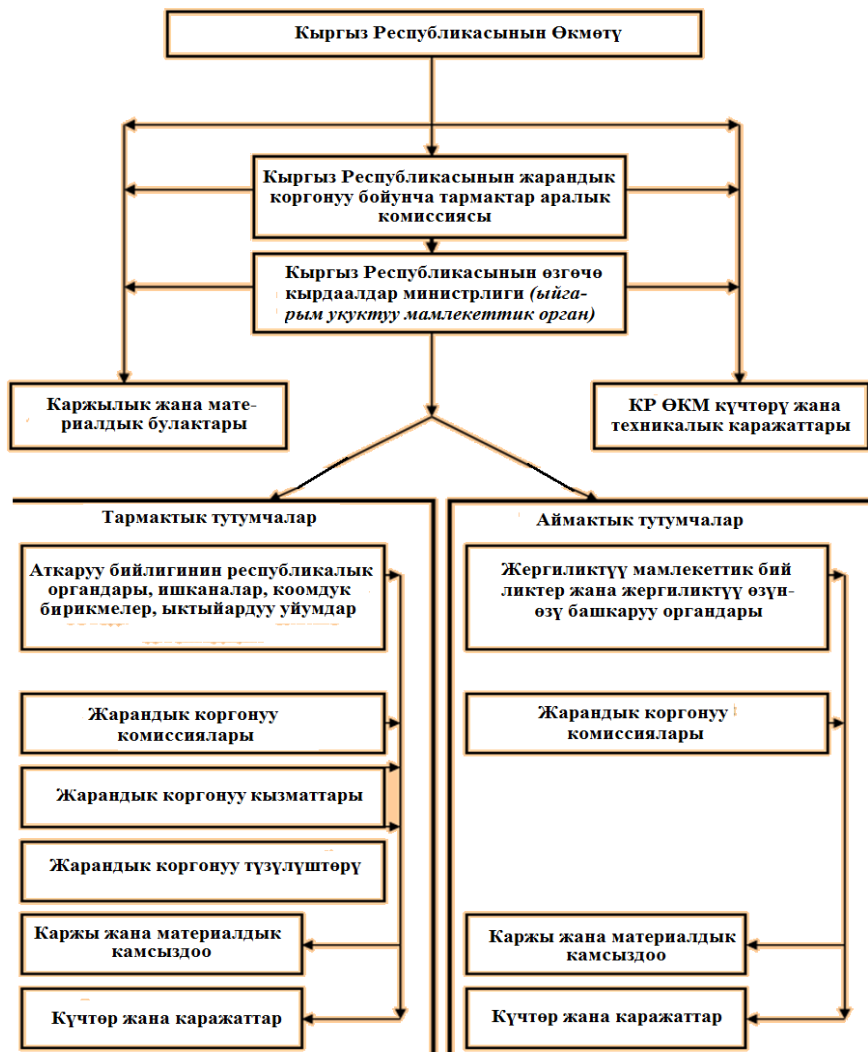 Кыргыз Республикасынын Өкмөтү
Кыргыз Республикасынын жарандык
коргонуу бойунча тармактар аралык
комиссиясы
Кыргыз Республикасынын өзгөчө
кырдаалдар министрлиги (ыйга-
рым укуктуу мамлекеттик орган)
Каржылык жана мате-
риалдык булактары
КР ӨКМ күчтөрү жана
техникалык каражаттары
Тармактык тутумчалар
Аткаруу бийлигинин республикалык
органдары, ишканалар, коомдук
бирикмелер, ыктыйардуу уйумдар
Жарандык коргонуу
комиссиялары
Жарандык коргонуу кызматтары
Жарандык коргонуу түзүлүштөрү
Каржы жана материалдык
камсыздоо
Күчтөр жана каражаттар
Аймактык тутумчалар
Жергиликтүү мамлекеттик бий
ликтер жана жергиликтүү өзүн-
өзү башкаруу органдары
Жарандык коргонуу
комиссиялары
Каржы жана материалдык
камсыздоо
Күчтөр жана каражаттар